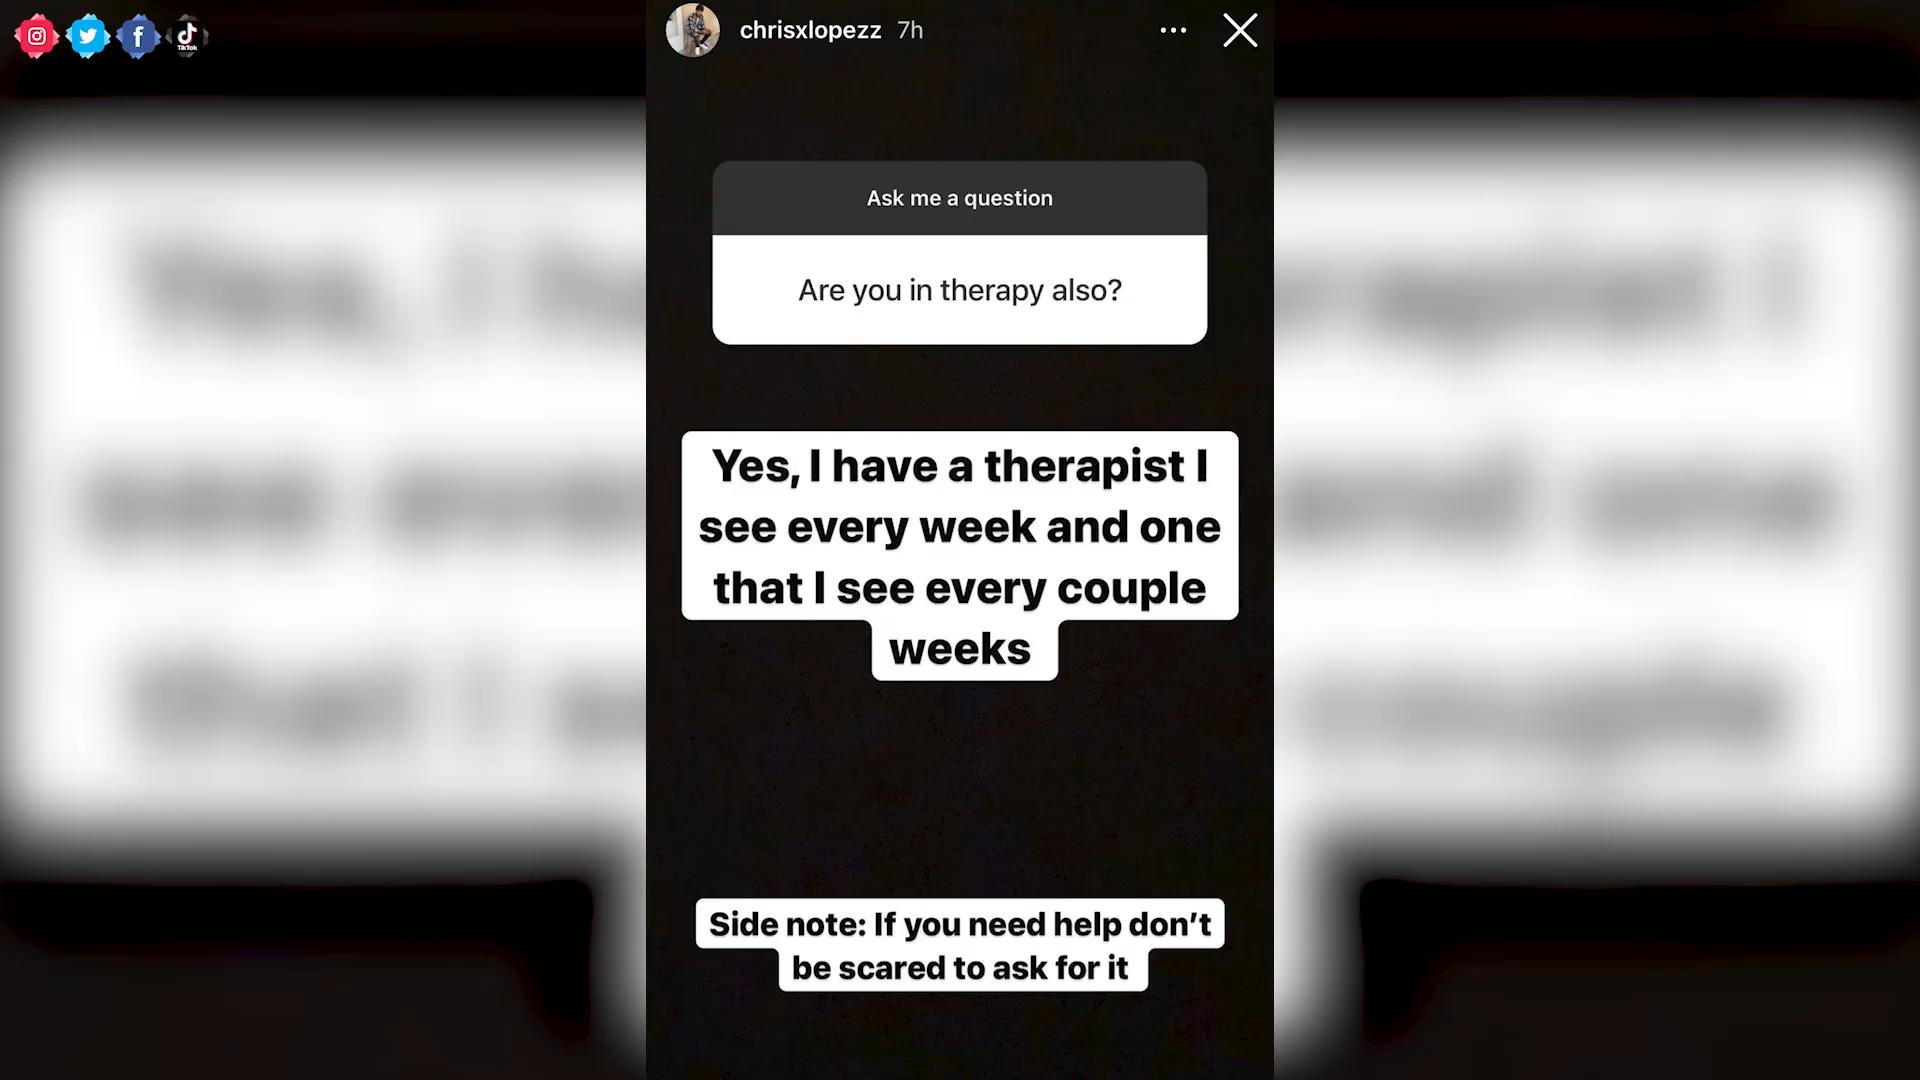 chrisxlopezz 7h
TikTok
Ask me a question
Are you in therapy also?
Yes, I have a therapist I
see every week and one
that I see every couple
weeks
Side note: If you need help don’t
be scared to ask for it